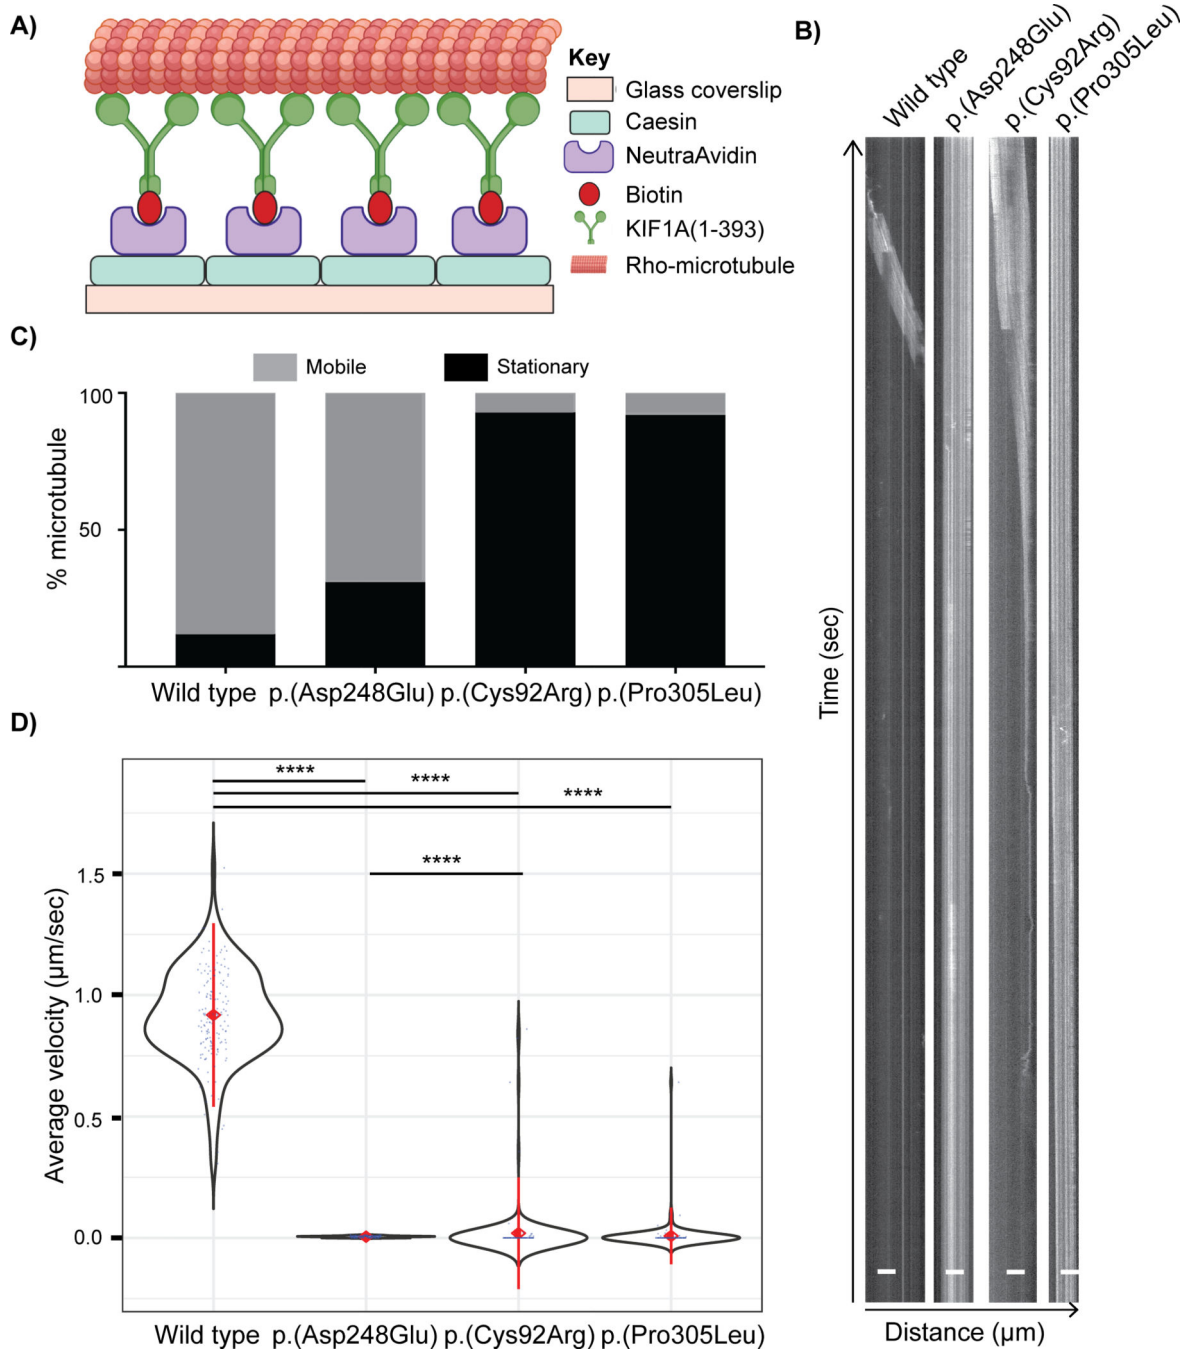 A)
Key
Glass coverslip
Caesin
NeutraAvidin
Biotin
KIF1A(1-393)
Rho-microtubule
B)
Wild type
p.(Asp248Glu)
p.(Cys92Arg)
p.(Pro305Leu)
Time (sec)
Distance (µm)
C)
Mobile
Stationary
% microtubule
100
50
Wild type p.(Asp248Glu) p.(Cys92Arg) p.(Pro305Leu)
D)
Average velocity (µm/sec)
****
****
****
****
1.5
1.0
0.5
0.0
Wild type p.(Asp248Glu) p.(Cys92Arg) p.(Pro305Leu)